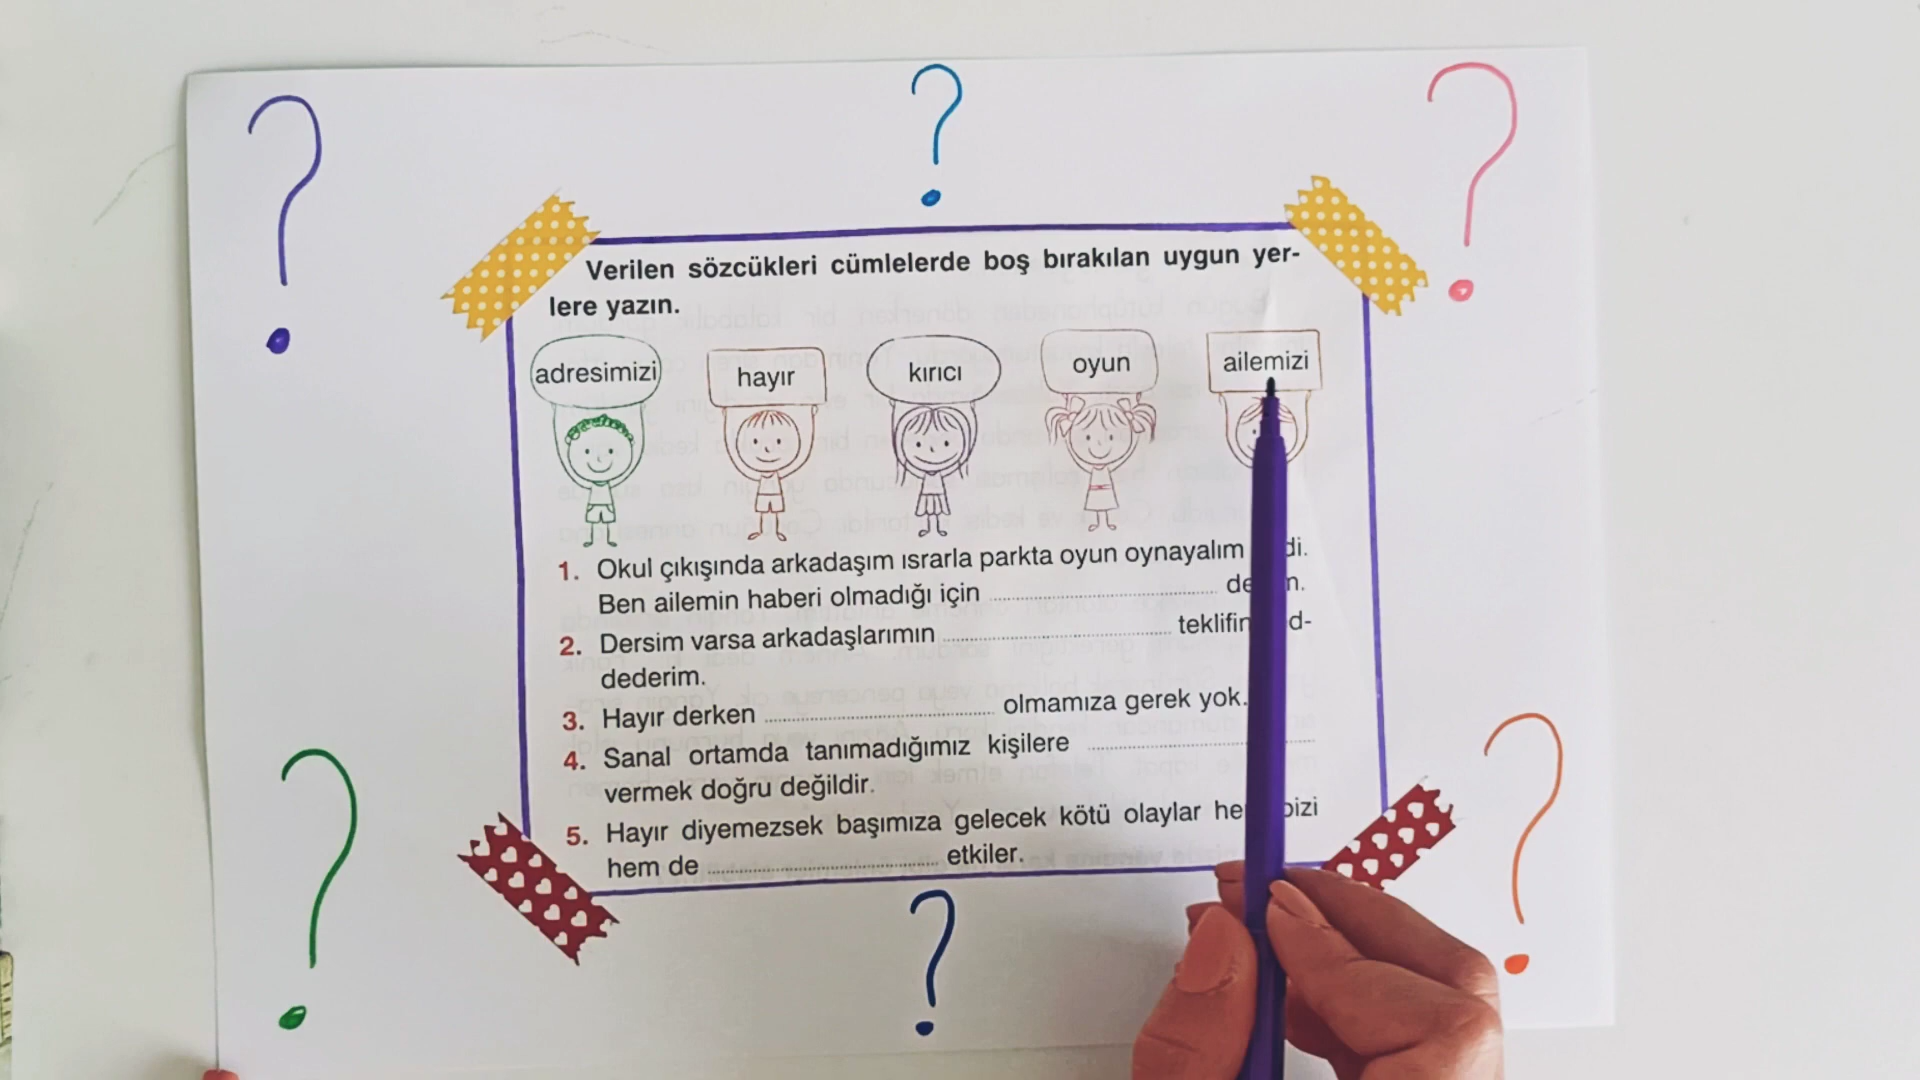 Verilen sözcükleri cümlelerde boş bırakılan uygun yer-
lere yazın.
adresimizi hayır kırıcı oyun ailemizi
1. Okul çıkışında arkadaşım ısrarla parkta oyun oynayalım
Ben ailemin haberi olmadığı için
2. Dersim varsa arkadaşlarımın
dederim.
3. Hayır derken olmamıza gerek yok.
4. Sanal ortamda tanımadığımız kişilere
vermek doğru değildir.
5. Hayır diyemezsek başımıza gelecek kötü olaylar bizi
hem de etkiler.
? ? ? ? ? ?